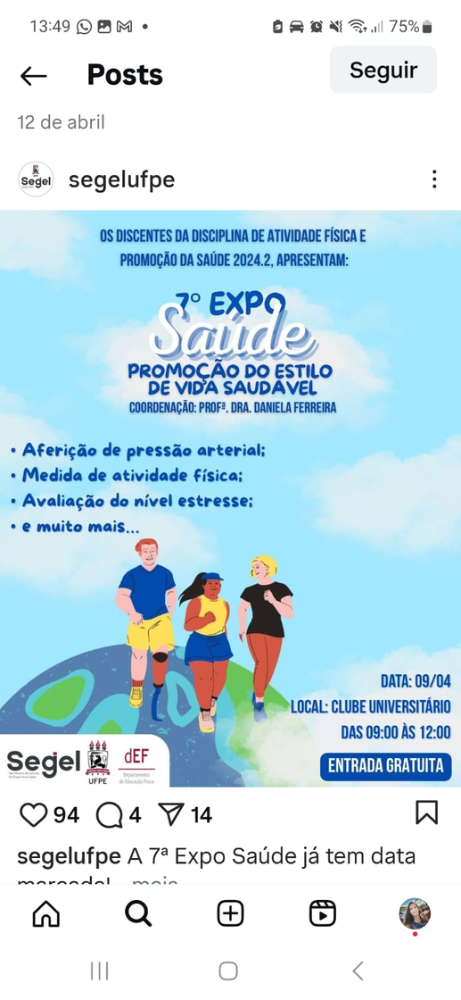 13:49
75%
Posts
Seguir
12 de abril
Segel
segelufpe
OS DISCENTES DA DISCIPLINA DE ATIVIDADE FÍSICA E
PROMOÇÃO DA SAÚDE 2024.2, APRESENTAM:
7º EXPO
Saúde
PROMOÇÃO DO ESTILO
DE VIDA SAUDÁVEL
COORDENAÇÃO: PROFª. DRA. DANIELA FERREIRA
• Aferição de pressão arterial;
• Medida de atividade física;
• Avaliação do nível estresse;
• e muito mais...
DATA: 09/04
LOCAL: CLUBE UNIVERSITÁRIO
DAS 09:00 ÀS 12:00
ENTRADA GRATUITA
Segel
UFPE
dEF
Departamento
de Educação Física
94
4
14
segelufpe A 7ª Expo Saúde já tem data
marcada! ... mais